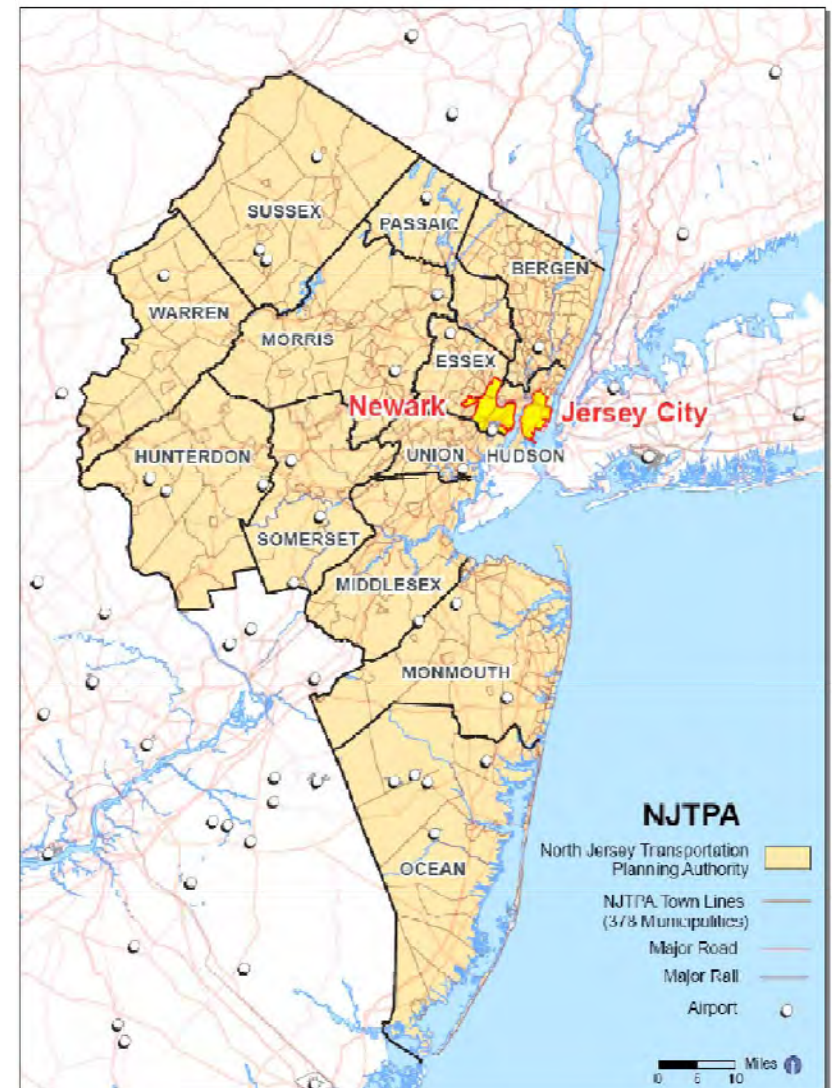 SUSSEX
PASSAIC
BERGEN
WARREN
MORRIS
ESSEX
Newark
Jersey City
HUNTERDON
UNION
HUDSON
SOMERSET
MIDDLESEX
MONMOUTH
OCEAN
NJTPA
North Jersey Transportation
Planning Authority
NJTPA Town Lines
(378 Municipalities)
Major Road
Major Rail
Airport
Miles
0 5 10